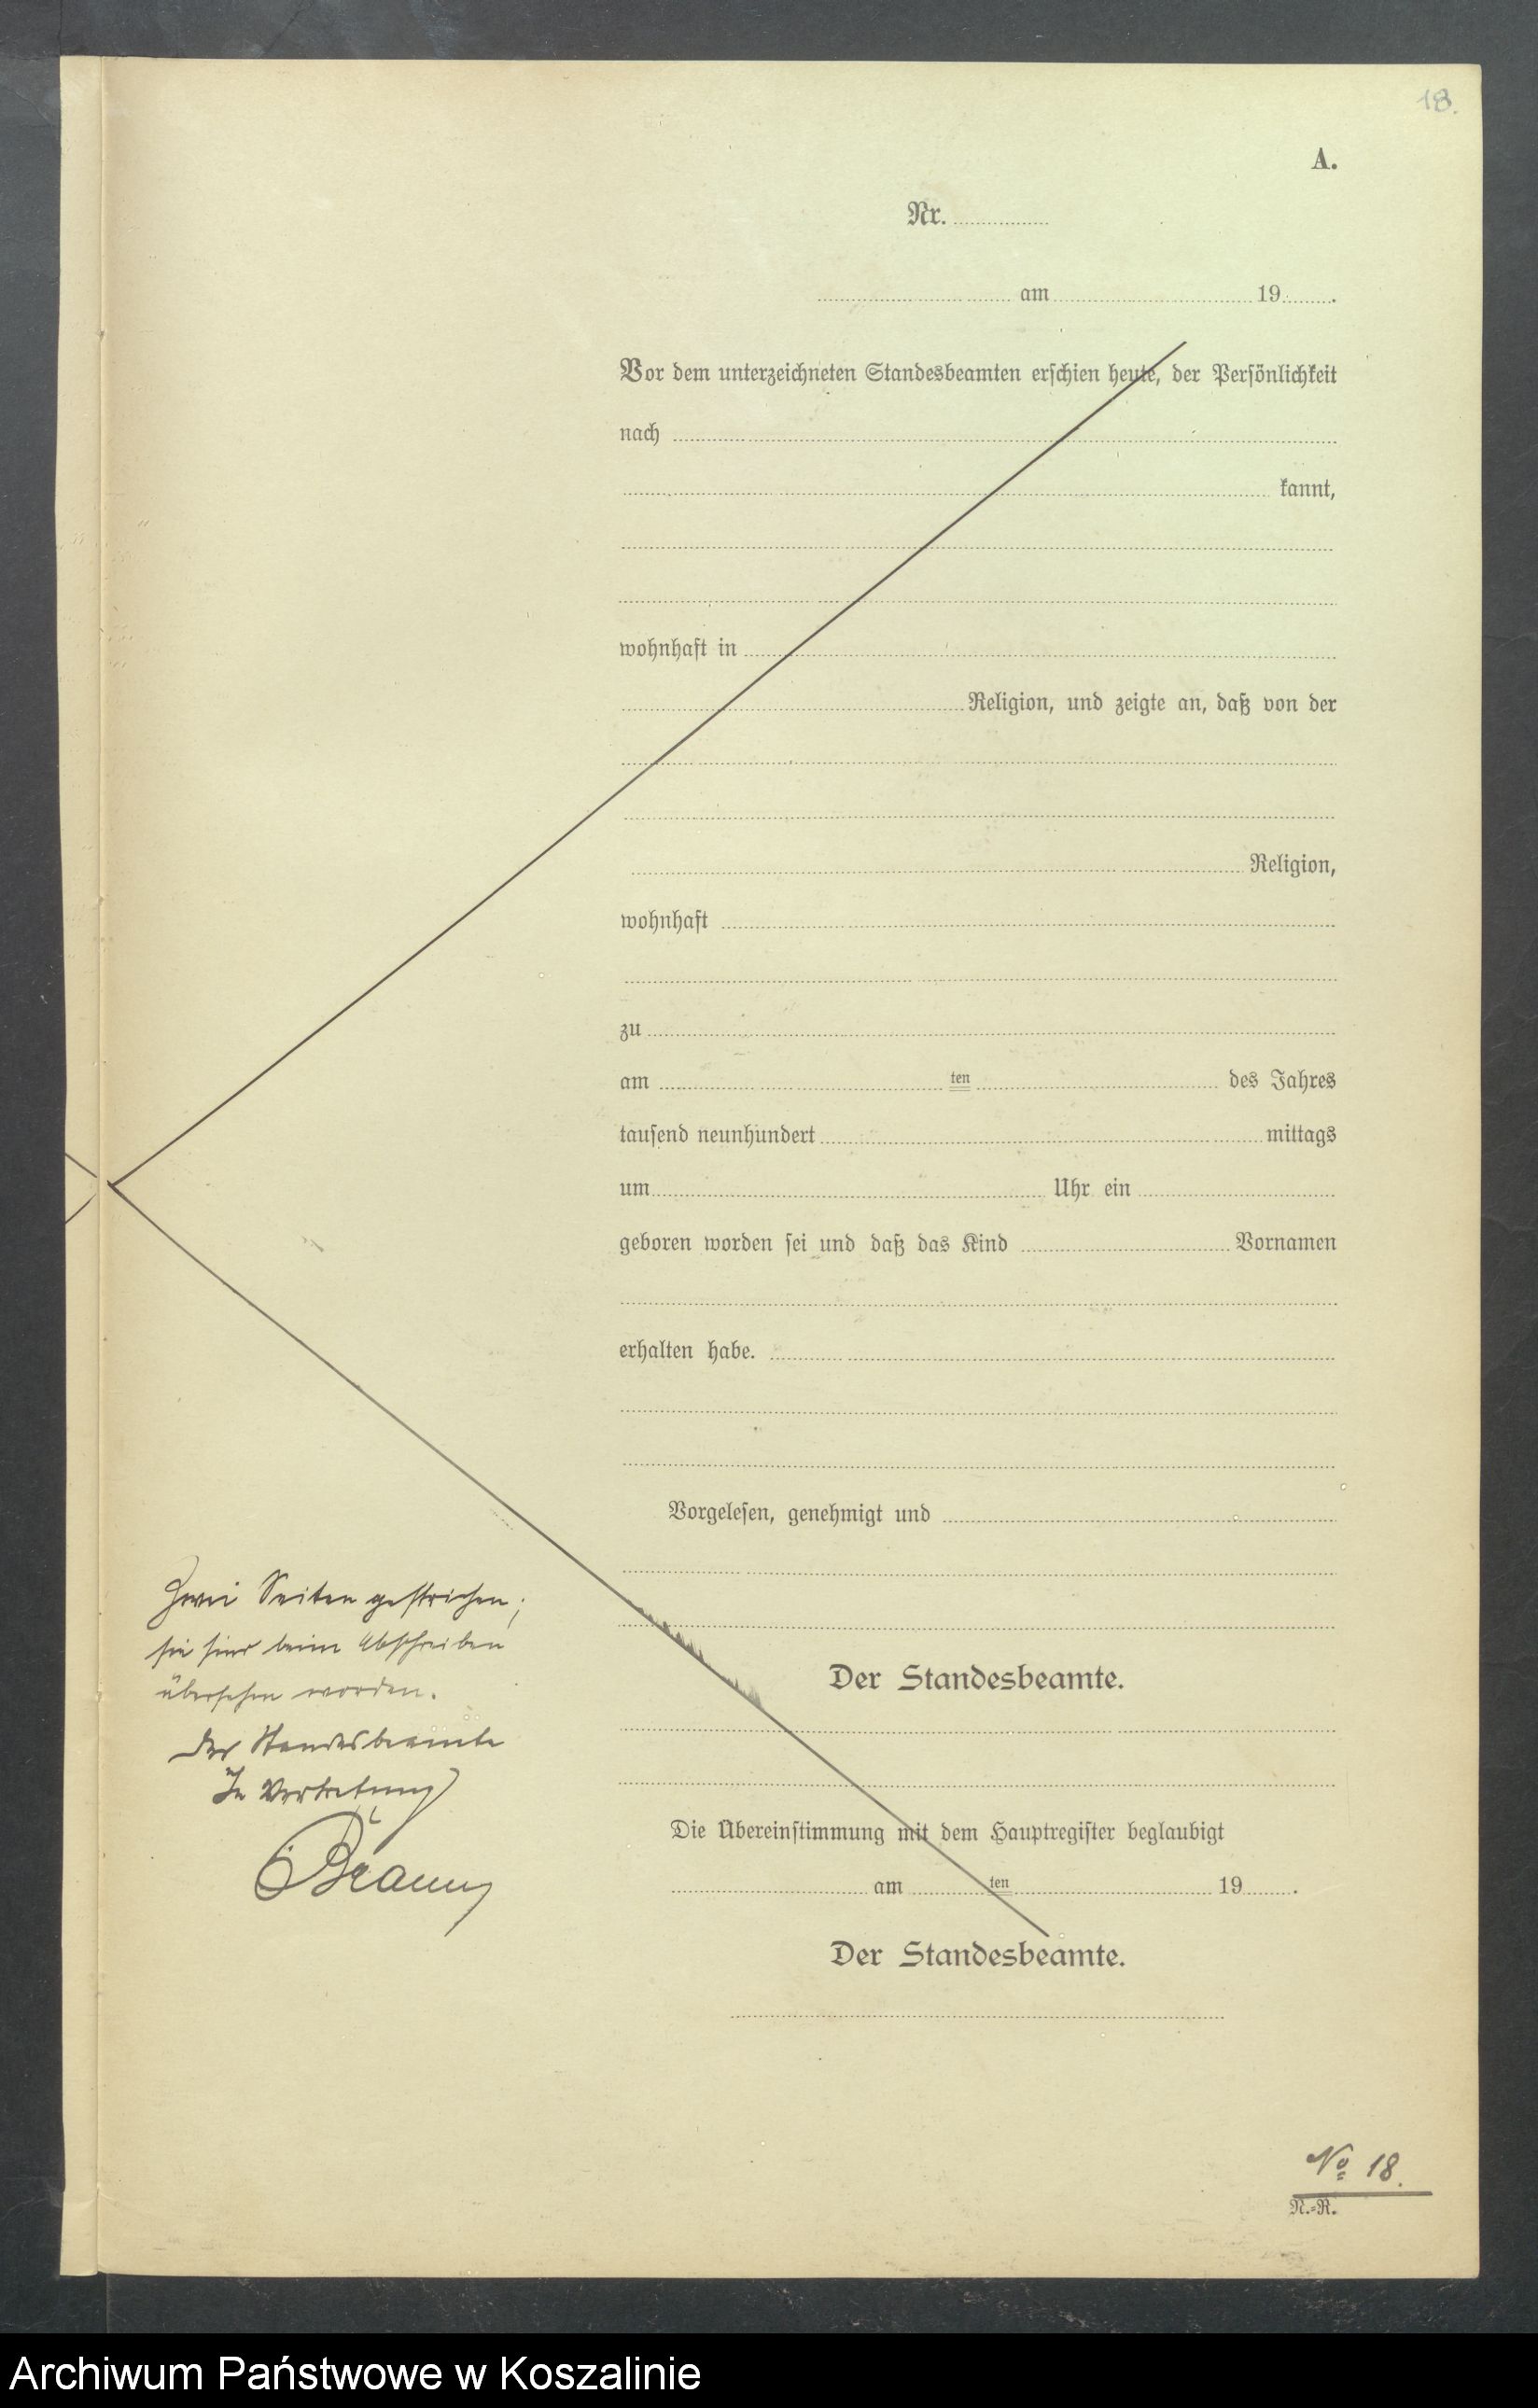 18.
A.
Nr.
am 19 .
Vor dem unterzeichneten Standesbeamten erschien heute, der Persönlichkeit
nach
kannt,
wohnhaft in
Religion, und zeigte an, daß von der
Religion,
wohnhaft
zu
am ten des Jahres
tausend neunhundert mittags
um Uhr ein
geboren worden sei und daß das Kind Vornamen
erhalten habe.
Vorgelesen, genehmigt und
Zwei Seiten gestrichen;
sie sind beim Abschreiben
übersehen worden.
Der Standesbeamte
In Vertretung
Der Standesbeamte.
Die Übereinstimmung mit dem Hauptregister beglaubigt
am ten 19 .
Der Standesbeamte.
No 18.
N.=R.
Archiwum Państwowe w Koszalinie